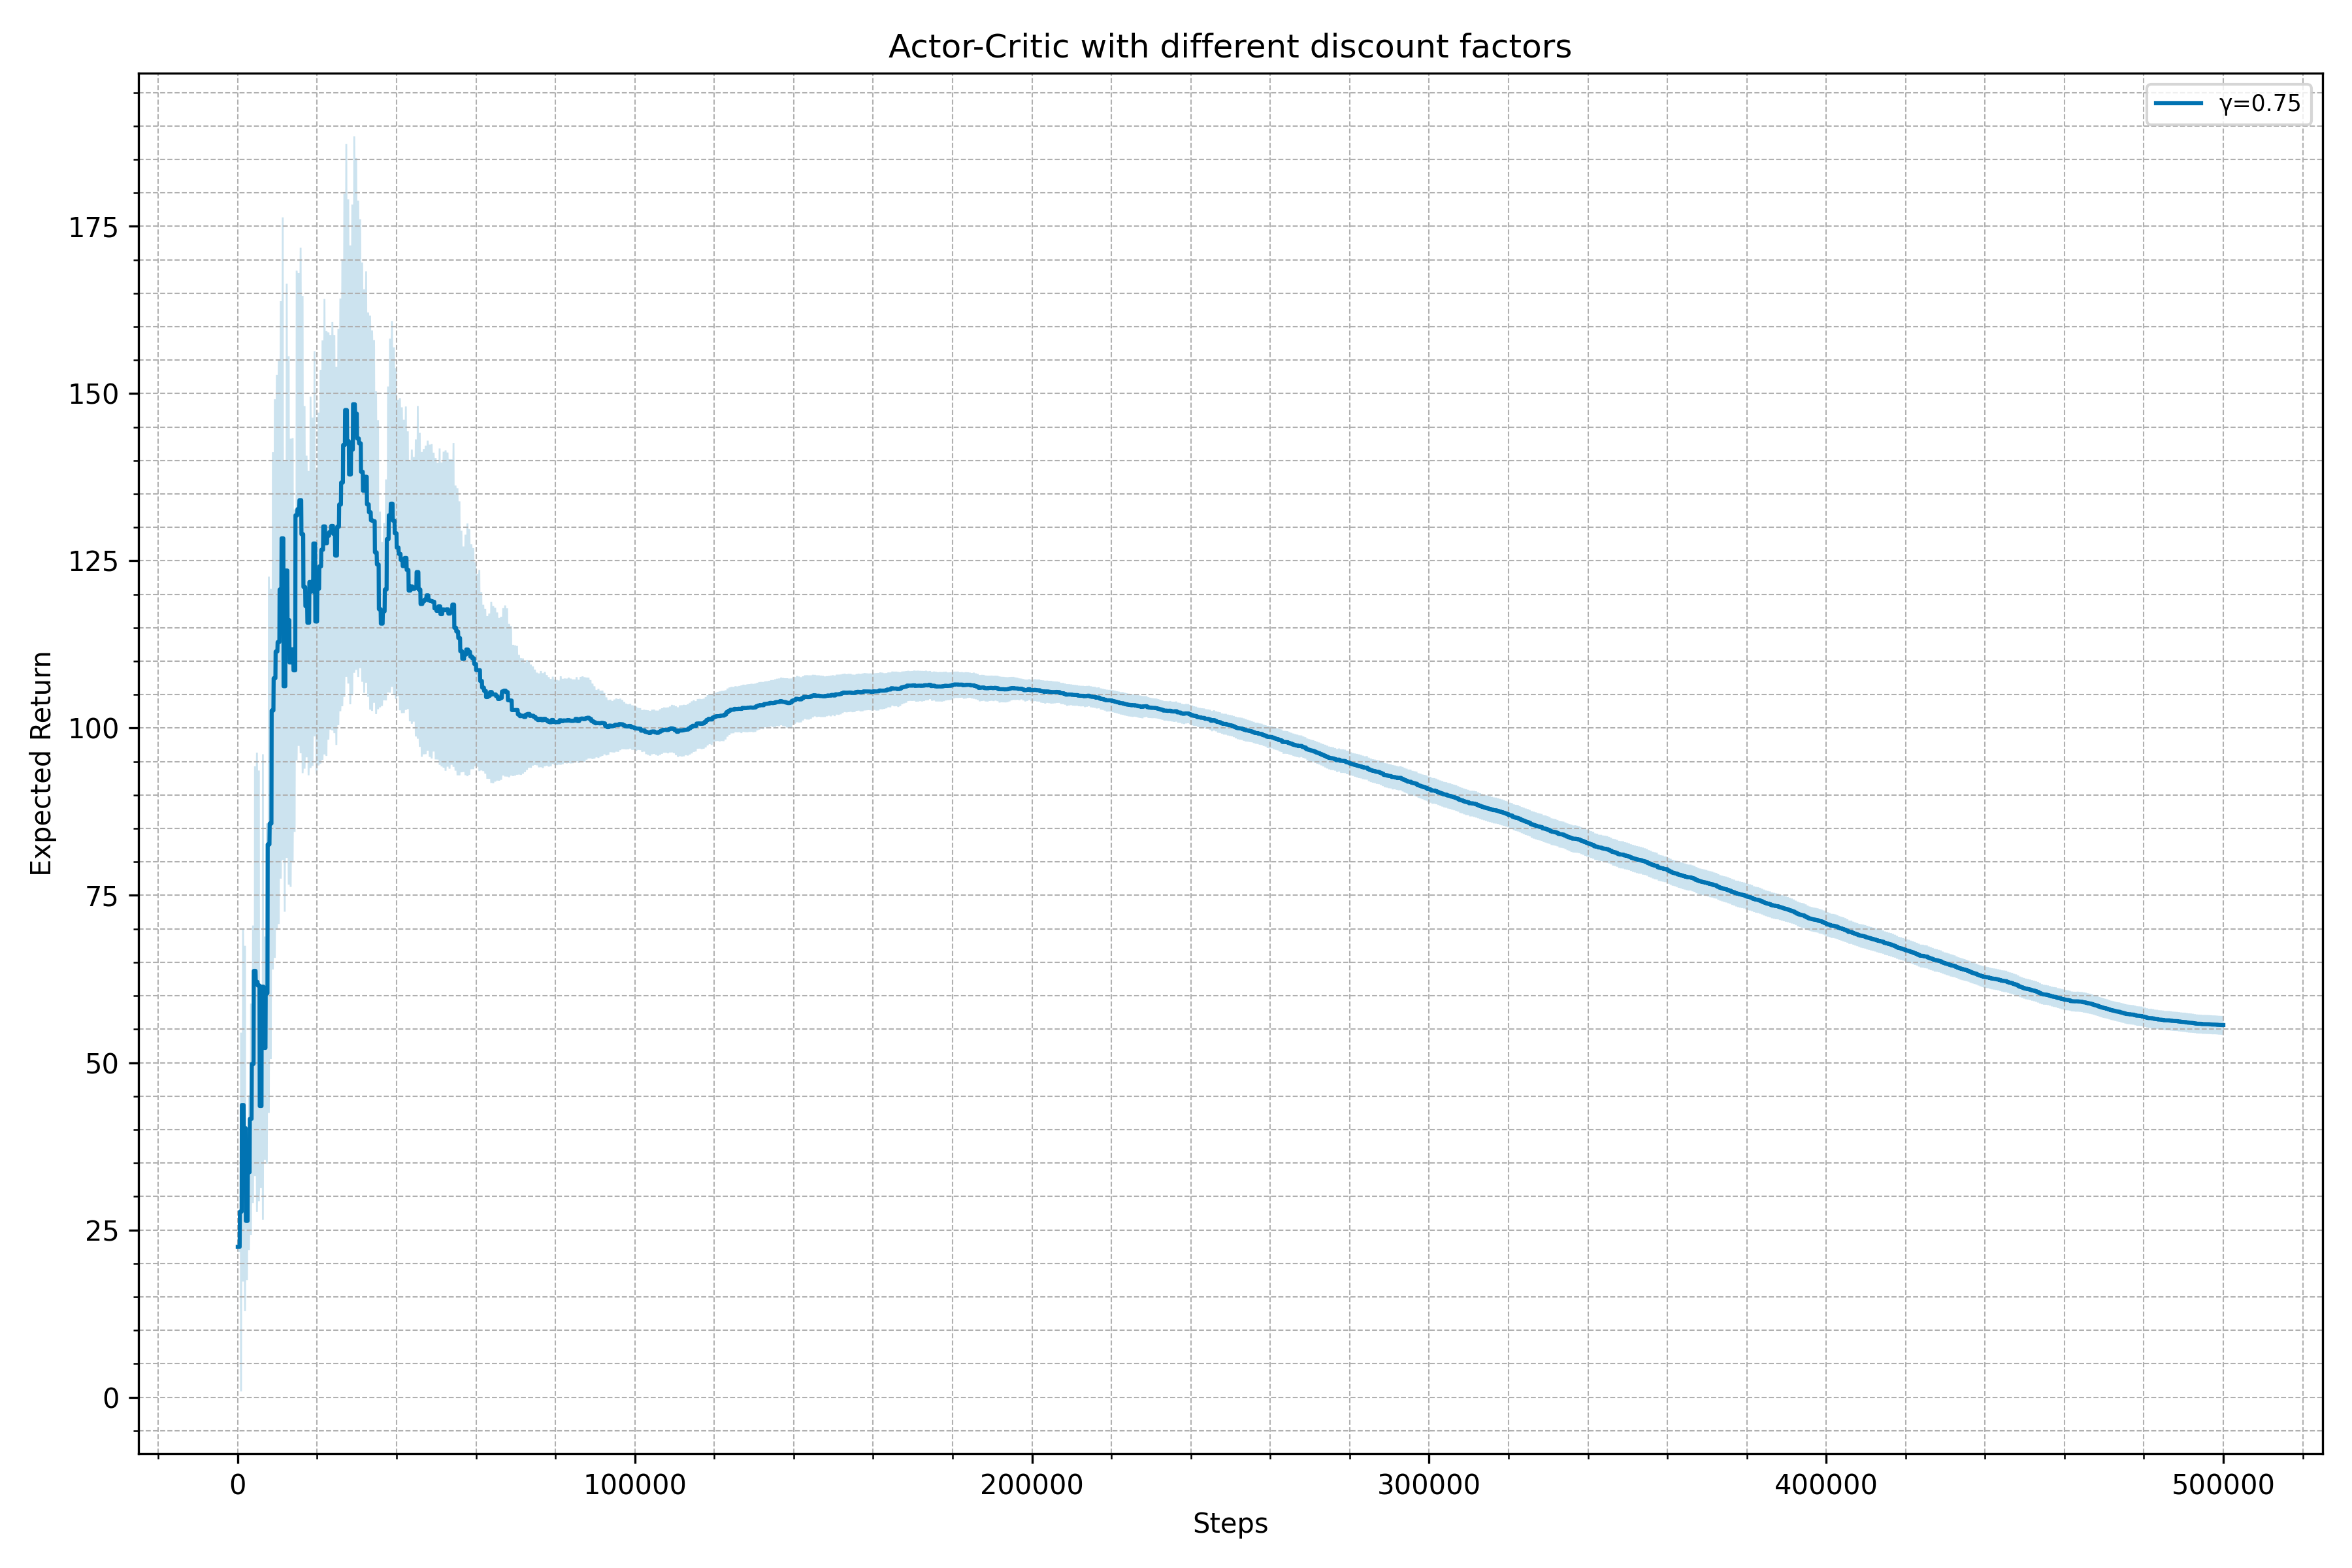 Actor-Critic with different discount factors
γ=0.75
Expected Return
175
150
125
100
75
50
25
0
0 100000 200000 300000 400000 500000
Steps